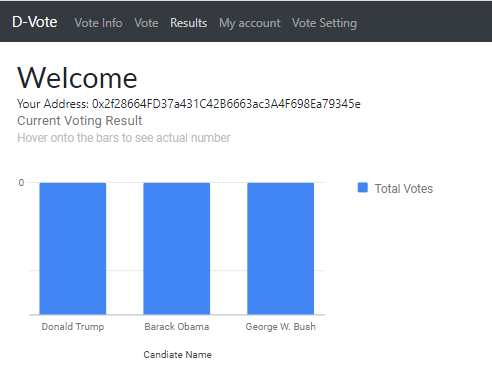 D-Vote Vote Info Vote Results My account Vote Setting
Welcome
Your Address: 0x2f28664FD37a431C42B6663ac3A4F698Ea79345e
Current Voting Result
Hover onto the bars to see actual number
0
Total Votes
Donald Trump Barack Obama George W. Bush
Candiate Name